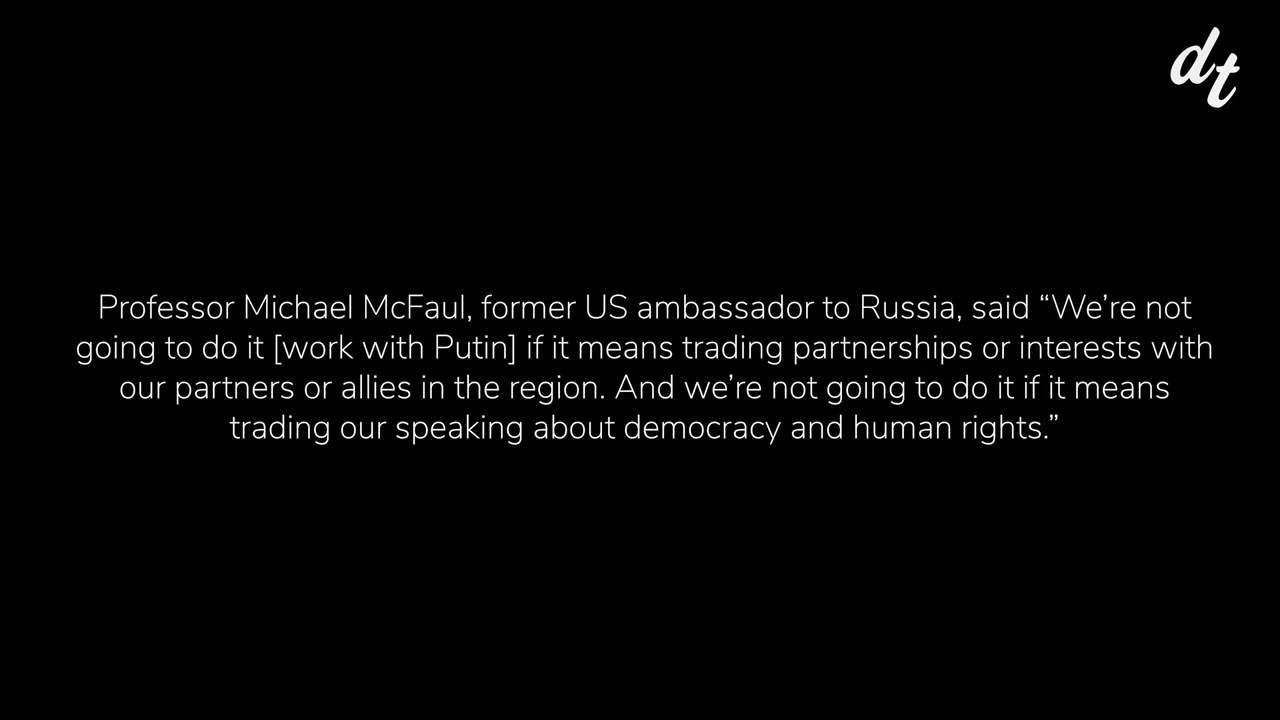 dt
Professor Michael McFaul, former US ambassador to Russia, said “We’re not
going to do it [work with Putin] if it means trading partnerships or interests with
our partners or allies in the region. And we’re not going to do it if it means
trading our speaking about democracy and human rights.”